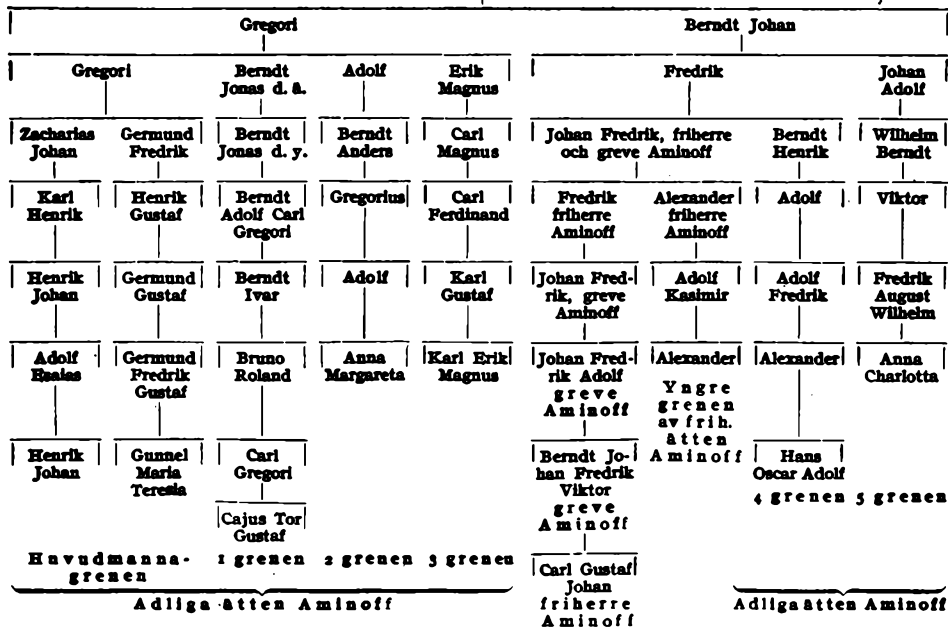 Gregori Berndt Johan
Gregori Berndt Adolf Erik Fredrik Johan
Jonas d. ä. Magnus Adolf
Zacharias Germund Berndt Berndt Carl Johan Fredrik, friherre Berndt Wilhelm
Johan Fredrik Jonas d. y. Anders Magnus och greve Aminoff Henrik Berndt
Karl Henrik Berndt Gregorius Carl Fredrik Alexander Adolf Viktor
Henrik Gustaf Adolf Carl Ferdinand friherre friherre
Gregori Aminoff Aminoff
Henrik Germund Berndt Adolf Karl Johan Fred- Adolf Adolf Fredrik
Johan Gustaf Ivar Gustaf rik, greve Kasimir Fredrik August
Aminoff Wilhelm
Adolf Germund Bruno Anna Karl Erik Johan Fred- Alexander Alexander Anna
Esaias Fredrik Roland Margareta Magnus rik Adolf Charlotta
Gustaf greve Yngre
Aminoff grenen
av frih.
ätten
Henrik Gunnel Carl Berndt Jo- Aminoff Hans
Johan Maria Gregori han Fredrik Oscar Adolf
Teresia Viktor 4 grenen 5 grenen
Cajus Tor greve
Gustaf Aminoff
Huvudmanna- 1 grenen 2 grenen 3 grenen
grenen Carl Gustaf
Johan
Adliga ätten Aminoff friherre Adliga ätten Aminoff
Aminoff